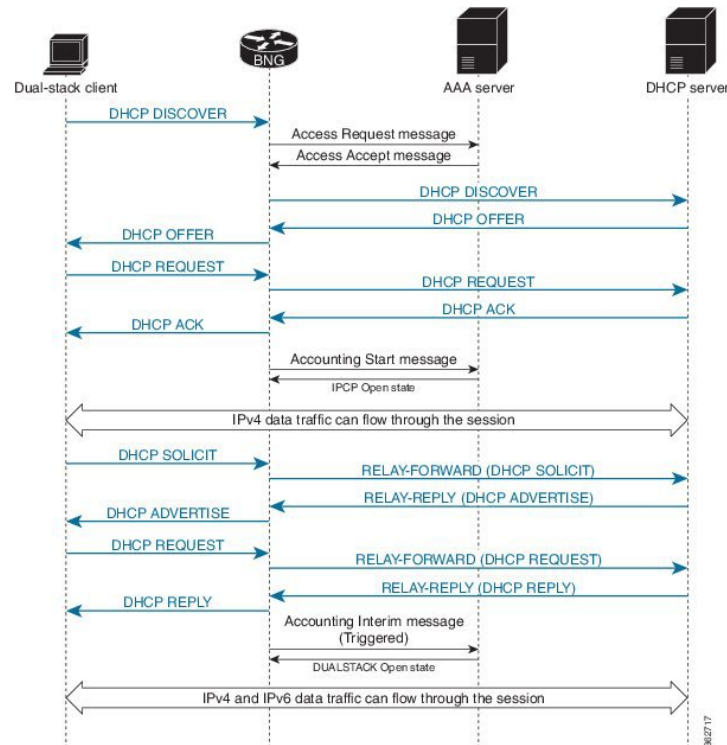 BNG
Dual-stack client
AAA server
DHCP server
DHCP DISCOVER
Access Request message
Access Accept message
DHCP DISCOVER
DHCP OFFER
DHCP OFFER
DHCP REQUEST
DHCP REQUEST
DHCP ACK
DHCP ACK
Accounting Start message
IPCP Open state
IPv4 data traffic can flow through the session
DHCP SOLICIT
RELAY-FORWARD (DHCP SOLICIT)
RELAY-REPLY (DHCP ADVERTISE)
DHCP ADVERTISE
DHCP REQUEST
RELAY-FORWARD (DHCP REQUEST)
RELAY-REPLY (DHCP REPLY)
DHCP REPLY
Accounting Interim message
(Triggered)
DUALSTACK Open state
IPv4 and IPv6 data traffic can flow through the session